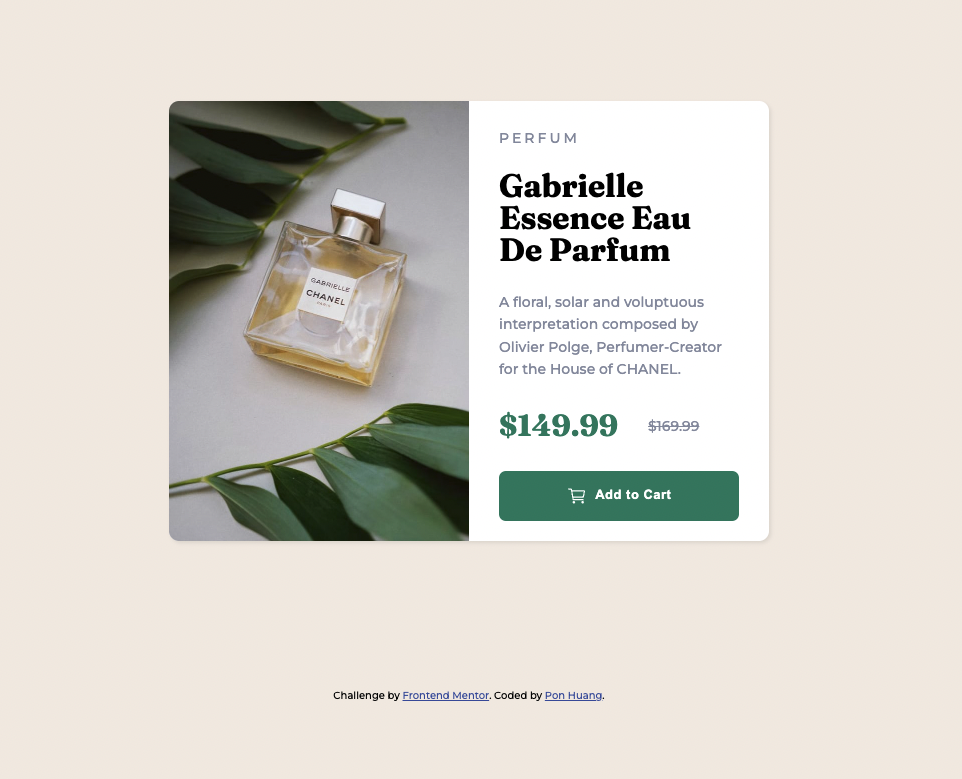 GABRIELLE
CHANEL
PARIS
PERFUM
Gabrielle
Essence Eau
De Parfum
A floral, solar and voluptuous
interpretation composed by
Olivier Polge, Perfumer-Creator
for the House of CHANEL.
$149.99 $169.99
Add to Cart
Challenge by Frontend Mentor. Coded by Pon Huang.